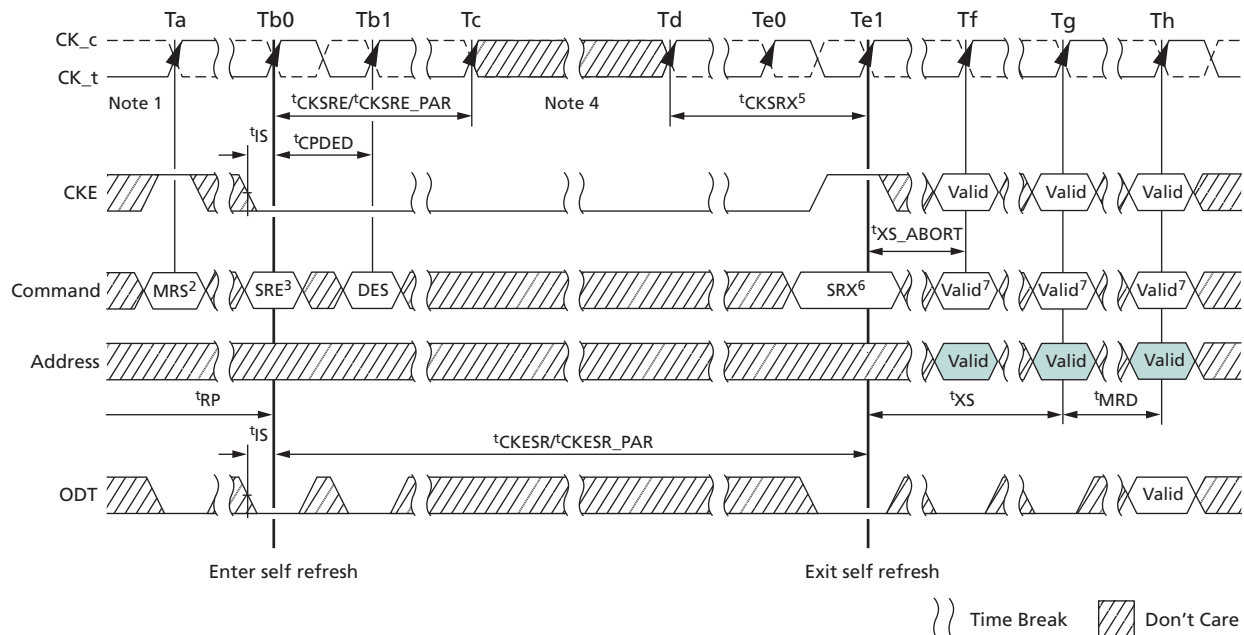 Ta Tb0 Tb1 Tc Td Te0 Te1 Tf Tg Th
CK_c
CK_t
Note 1 tCKSRE/tCKSRE_PAR Note 4 tCKSRX5
tIS tCPDED
CKE Valid Valid Valid
tXS_ABORT
Command MRS2 SRE3 DES SRX6 Valid7 Valid7 Valid7
Address Valid Valid Valid
tRP tXS tMRD
tIS tCKESR/tCKESR_PAR
ODT Valid
Enter self refresh Exit self refresh
Time Break Don't Care